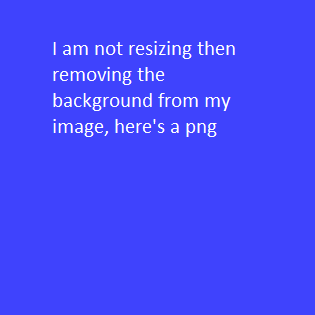 I am not resizing then
removing the
background from my
image, here's a png